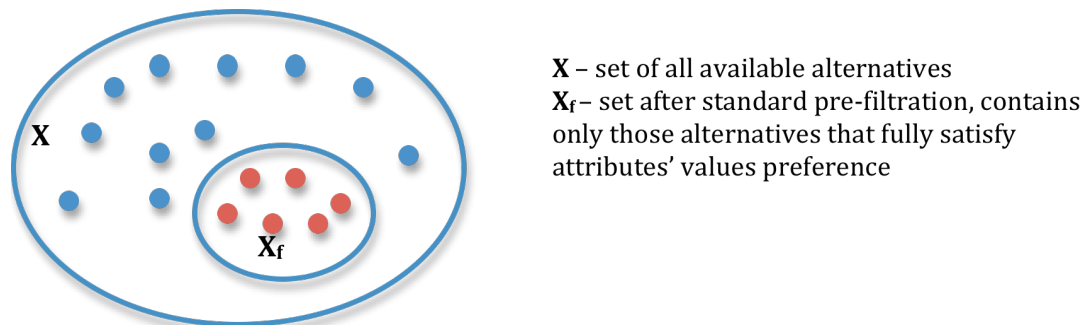 X – set of all available alternatives
Xf – set after standard pre-filtration, contains
only those alternatives that fully satisfy
attributes’ values preference
X
Xf